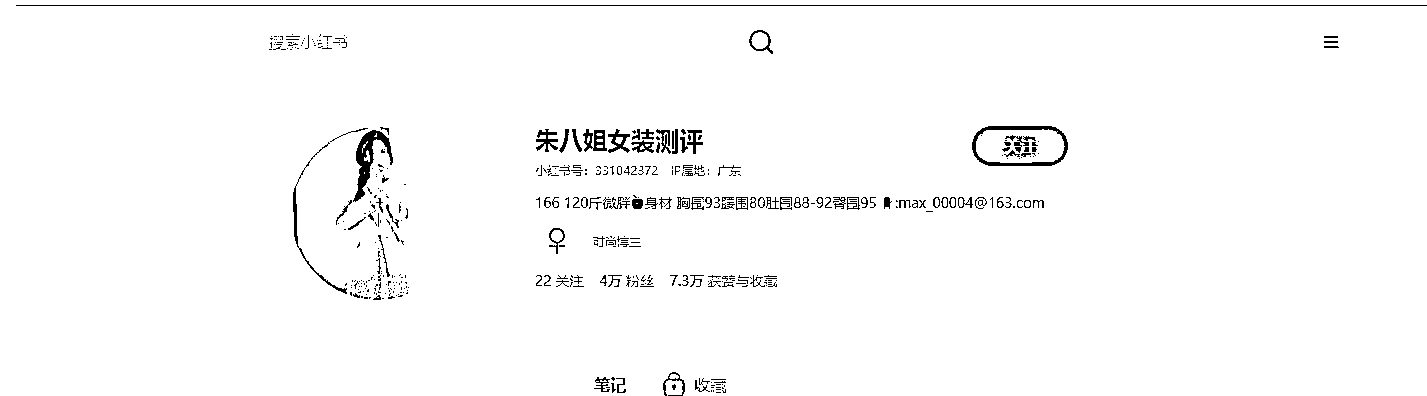 搜索小红书
朱八姐女装测评
关注
小红书号：331042372 IP属地：广东
166 120斤微胖🍎身材 胸围93腰围80肚围88-92臀围95 :max_00004@163.com
时尚博主
22 关注 4万 粉丝 7.3万 获赞与收藏
笔记 收藏